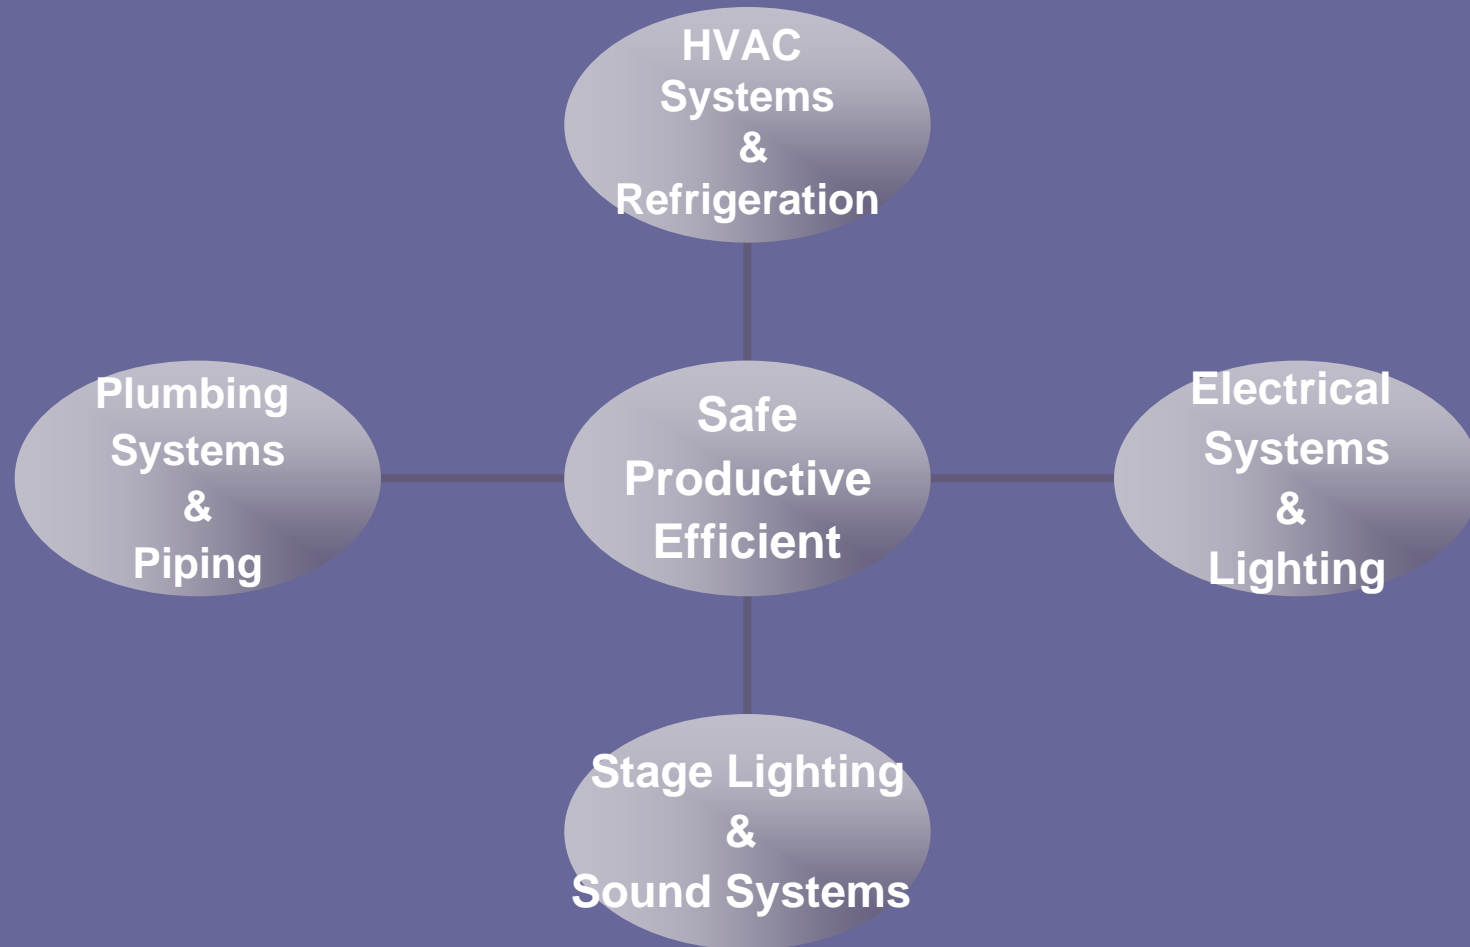 HVAC
Systems
&
Refrigeration
Plumbing
Systems
&
Piping
Safe
Productive
Efficient
Electrical
Systems
&
Lighting
Stage Lighting
&
Sound Systems